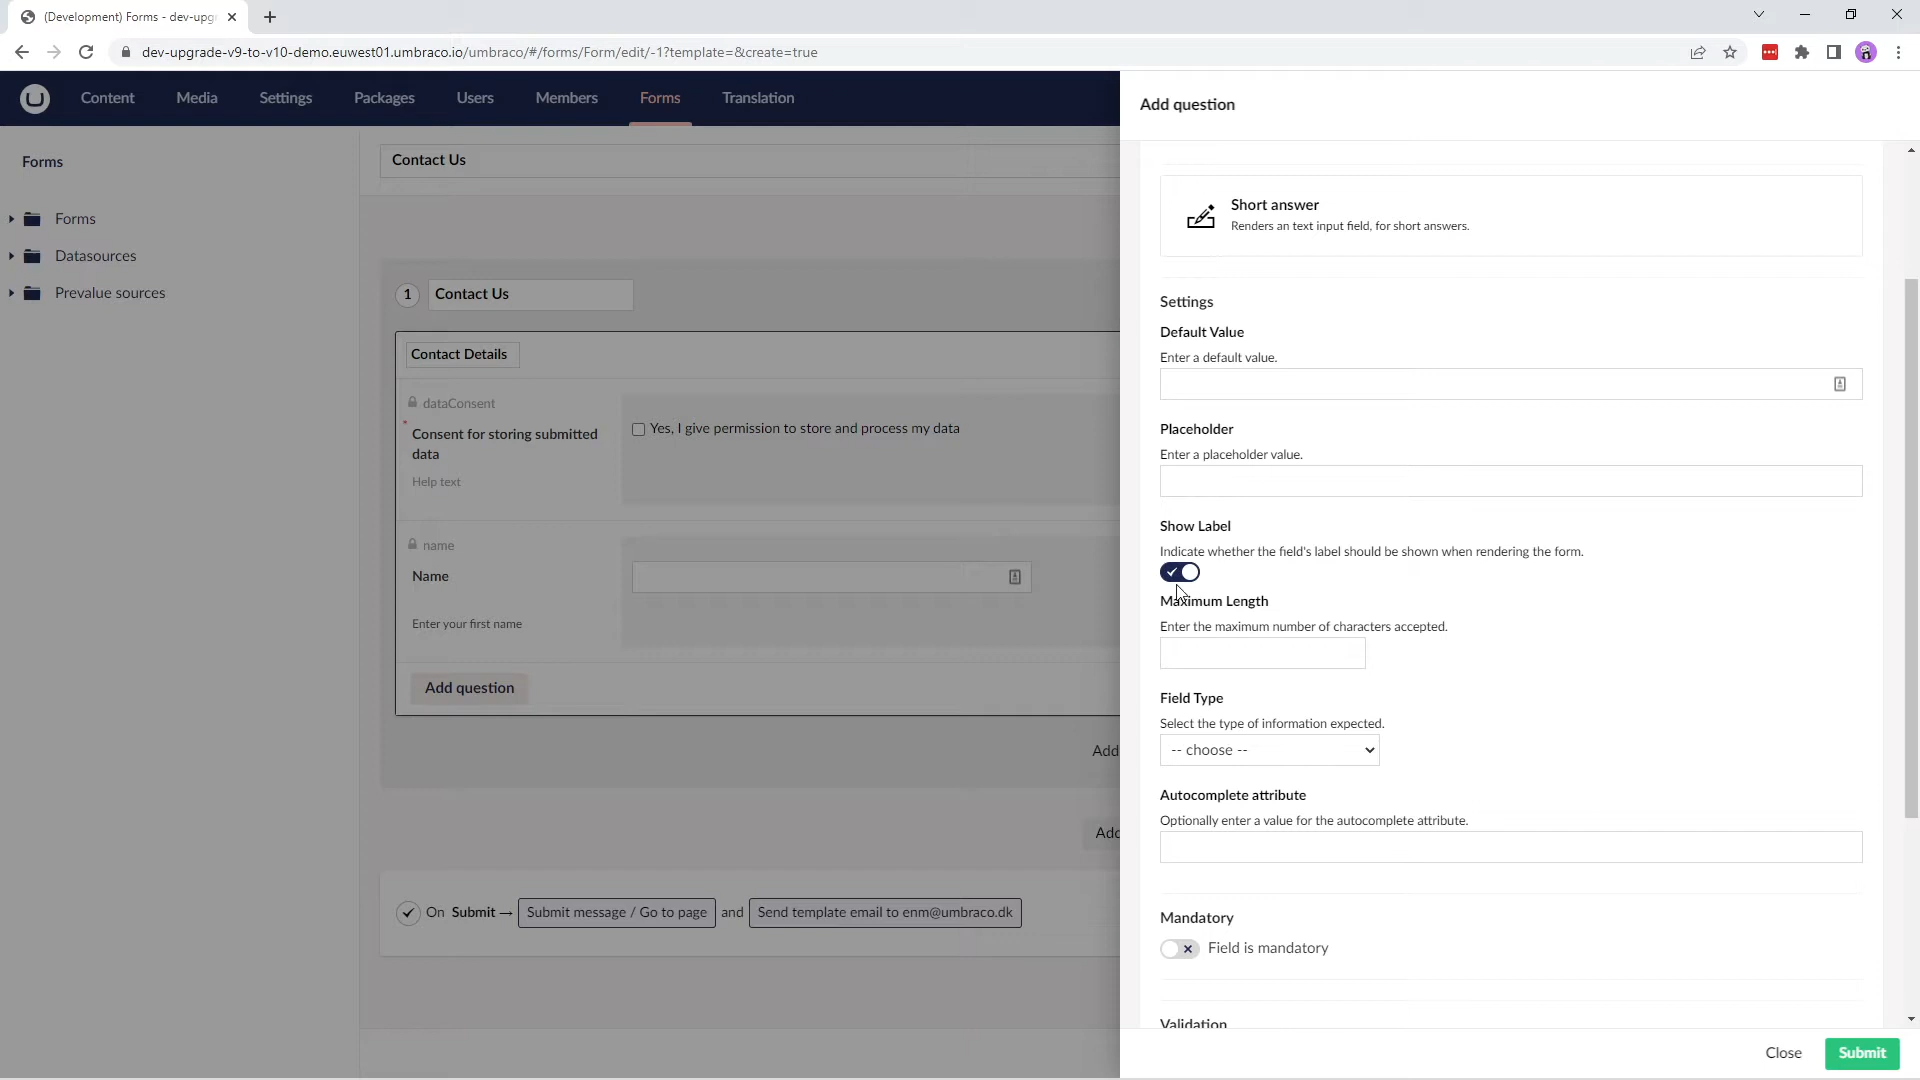 (Development) Forms - dev-upgr
dev-upgrade-v9-to-v10-demo.euwest01.umbraco.io/umbraco/#/forms/Form/edit/-1?template=&create=true
Content Media Settings Packages Users Members Forms Translation
Add question
Forms
Forms
Datasources
Prevalue sources
Contact Us
1 Contact Us
Contact Details
dataConsent
* Consent for storing submitted
data
Help text
Yes, I give permission to store and process my data
name
Name
Enter your first name
Add question
Add
Add
On Submit → Submit message / Go to page and Send template email to enm@umbraco.dk
Short answer
Renders an text input field, for short answers.
Settings
Default Value
Enter a default value.
Placeholder
Enter a placeholder value.
Show Label
Indicate whether the field's label should be shown when rendering the form.
Maximum Length
Enter the maximum number of characters accepted.
Field Type
Select the type of information expected.
-- choose --
Autocomplete attribute
Optionally enter a value for the autocomplete attribute.
Mandatory
Field is mandatory
Validation
Close Submit